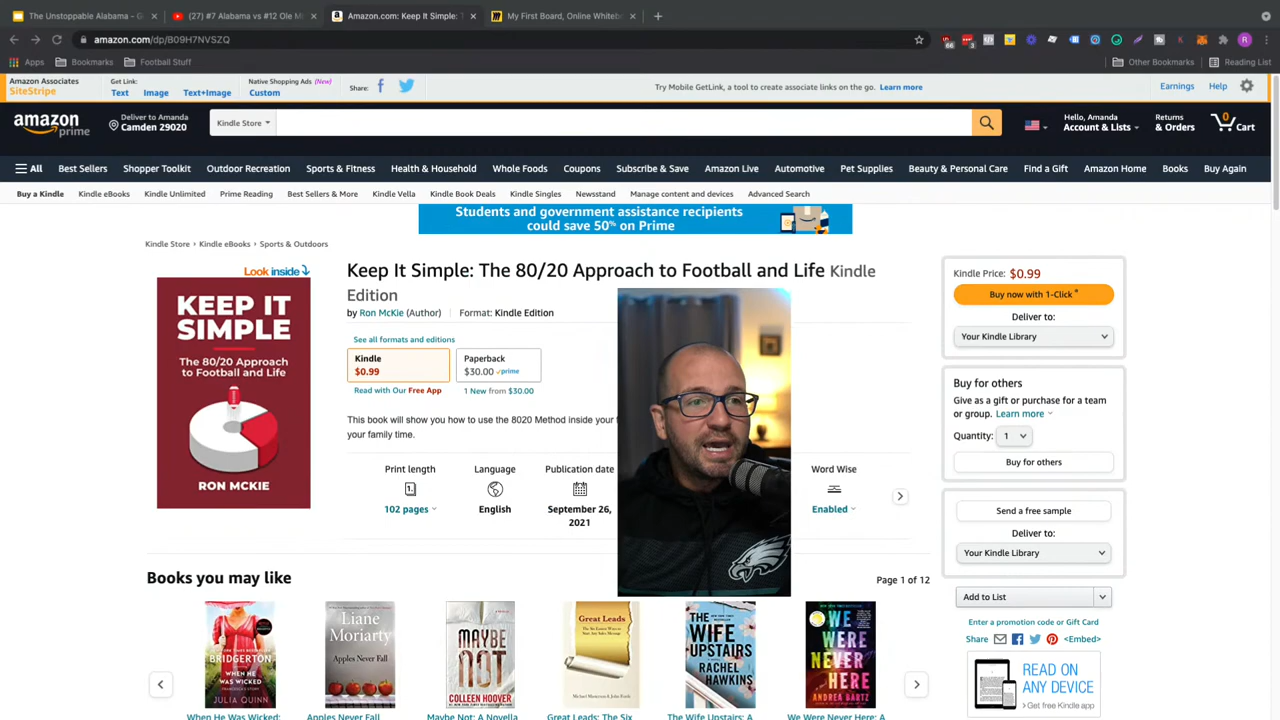 The Unstoppable Alabama - G
(27) #7 Alabama vs #12 Ole M
Amazon.com: Keep It Simple: T
My First Board, Online Whiteb
amazon.com/dp/B09H7NVSZQ
Apps
Bookmarks
Football Stuff
Other Bookmarks
Reading List
Amazon Associates
SiteStripe
Get Link:
Text
Image
Text+Image
Native Shopping Ads (New)
Custom
Share:
Try Mobile GetLink, a tool to create associate links on the go. Learn more
Earnings
Help
amazon prime
Deliver to Amanda
Camden 29020
Kindle Store
Hello, Amanda
Account & Lists
Returns
& Orders
0
Cart
All
Best Sellers
Shopper Toolkit
Outdoor Recreation
Sports & Fitness
Health & Household
Whole Foods
Coupons
Subscribe & Save
Amazon Live
Automotive
Pet Supplies
Beauty & Personal Care
Find a Gift
Amazon Home
Books
Buy Again
Buy a Kindle
Kindle eBooks
Kindle Unlimited
Prime Reading
Best Sellers & More
Kindle Vella
Kindle Book Deals
Kindle Singles
Newsstand
Manage content and devices
Advanced Search
Students and government assistance recipients
could save 50% on Prime
Kindle Store › Kindle eBooks › Sports & Outdoors
Look inside
KEEP IT
SIMPLE
The 80/20 Approach
to Football and Life
RON MCKIE
Keep It Simple: The 80/20 Approach to Football and Life Kindle
Edition
by Ron McKie (Author)
Format: Kindle Edition
See all formats and editions
Kindle
$0.99
Paperback
$30.00 prime
Read with Our Free App
1 New from $30.00
This book will show you how to use the 8020 Method inside your
your family time.
Print length
102 pages
Language
English
Publication date
September 26,
2021
Word Wise
Enabled
Kindle Price: $0.99
Buy now with 1-Click *
Deliver to:
Your Kindle Library
Buy for others
Give as a gift or purchase for a team
or group. Learn more
Quantity: 1
Buy for others
Send a free sample
Deliver to:
Your Kindle Library
Add to List
Enter a promotion code or Gift Card
Share <Embed>
READ ON
ANY DEVICE
Get free Kindle app
Books you may like
Page 1 of 12
BRIDGERTON
WHEN HE
WAS WICKED
JULIA QUINN
Liane
Moriarty
Apples Never Fall
MAYBE
NOT
COLLEEN HOOVER
Great Leads
THE
WIFE
UPSTAIRS
RACHEL
HAWKINS
WE
WERE
NEVER
HERE
ANDREA BARTZ
When He Was Wicked:
Apples Never Fall
Maybe Not: A Novella
Great Leads: The Six
The Wife Upstairs: A
We Were Never Here: A